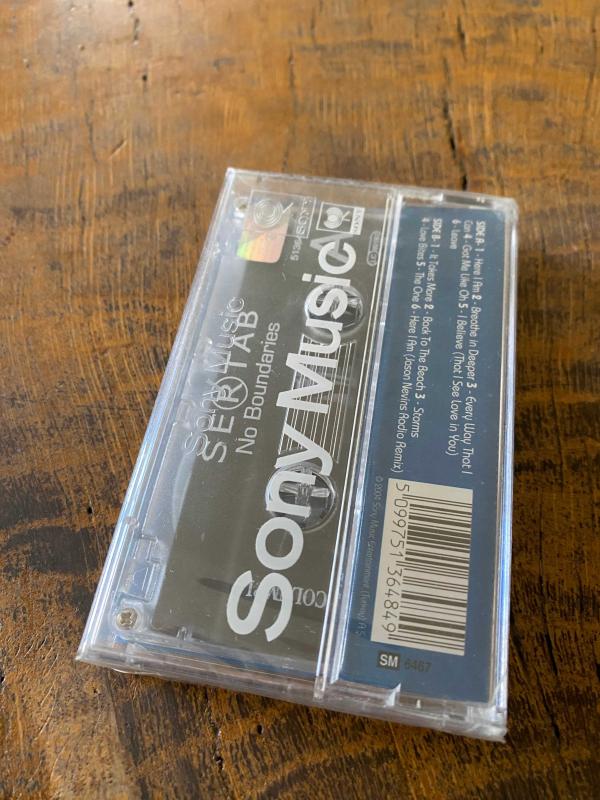 SIDE A- 1 - Here I Am 2 - Breathe in Deeper 3 - Every Way That I
Can 4 - Got Me Like Oh 5 - I Believe (That I See Love in You)
6 - Leave
SIDE B- 1 - It Takes More 2 - Back To The Beach 3 - Storms
4 - Love Bites 5 - The One 6 - Here I Am (Jason Nevins Radio Remix)
SONY
Sony Music
Sony Music
SERTAB
No Boundaries
5 099751 364849
SM 6467